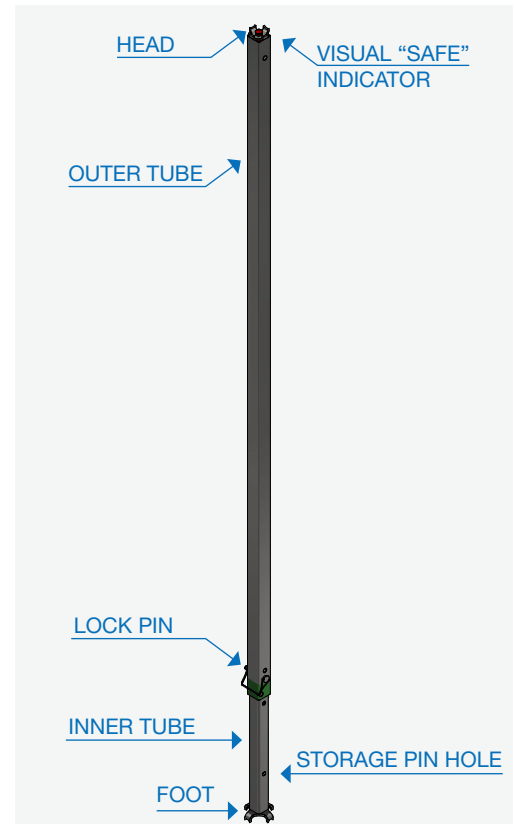 HEAD
VISUAL “SAFE”
INDICATOR
OUTER TUBE
LOCK PIN
INNER TUBE
STORAGE PIN HOLE
FOOT